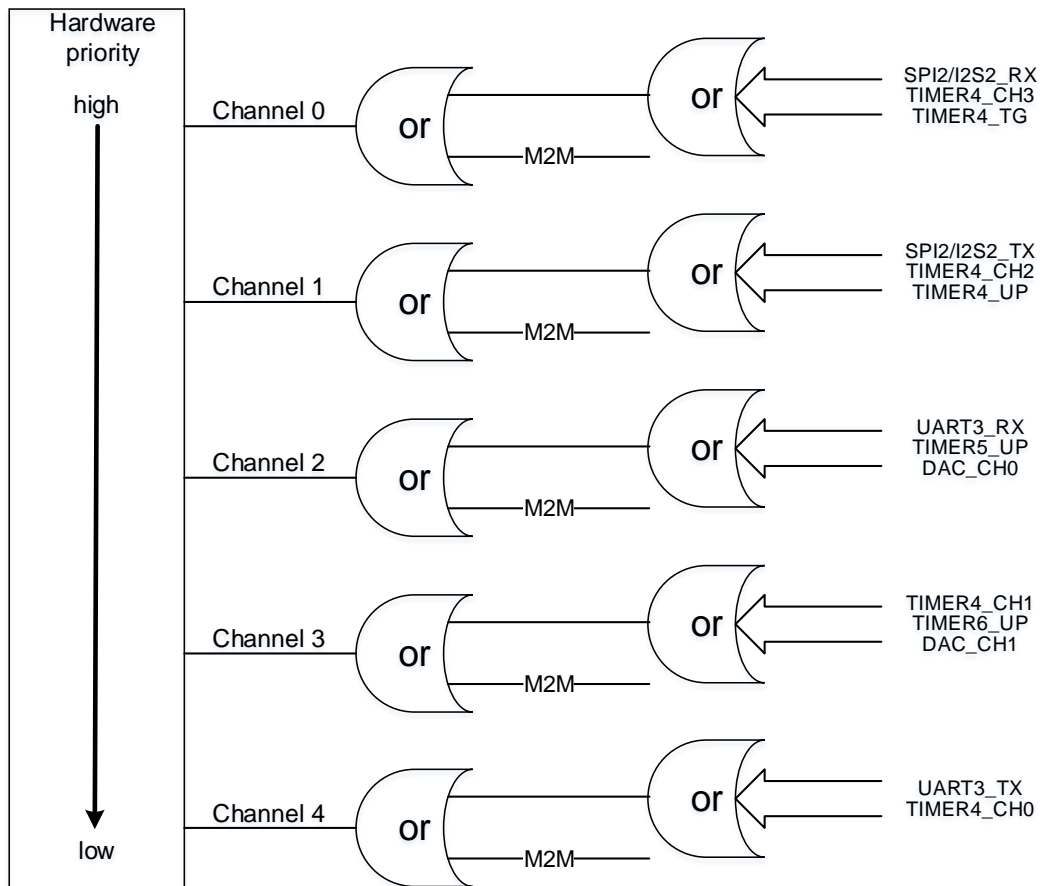 Hardware
priority
high
low
Channel 0
or
M2M
or
SPI2/I2S2_RX
TIMER4_CH3
TIMER4_TG
Channel 1
or
M2M
or
SPI2/I2S2_TX
TIMER4_CH2
TIMER4_UP
Channel 2
or
M2M
or
UART3_RX
TIMER5_UP
DAC_CH0
Channel 3
or
M2M
or
TIMER4_CH1
TIMER6_UP
DAC_CH1
Channel 4
or
M2M
or
UART3_TX
TIMER4_CH0